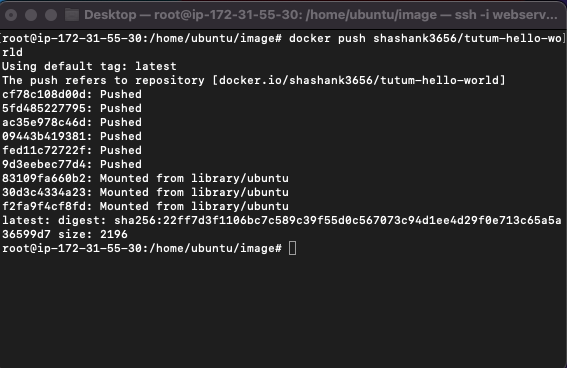 Desktop — root@ip-172-31-55-30: /home/ubuntu/image — ssh -i webserv...
[root@ip-172-31-55-30:/home/ubuntu/image# docker push shashank3656/tutum-hello-wo]
rld
Using default tag: latest
The push refers to repository [docker.io/shashank3656/tutum-hello-world]
cf78c108d00d: Pushed
5fd485227795: Pushed
ac35e978c46d: Pushed
09443b419381: Pushed
fed11c72722f: Pushed
9d3eebec77d4: Pushed
83109fa660b2: Mounted from library/ubuntu
30d3c4334a23: Mounted from library/ubuntu
f2fa9f4cf8fd: Mounted from library/ubuntu
latest: digest: sha256:22ff7d3f1106bc7c589c39f55d0c567073c94d1ee4d29f0e713c65a5a
36599d7 size: 2196
root@ip-172-31-55-30:/home/ubuntu/image#